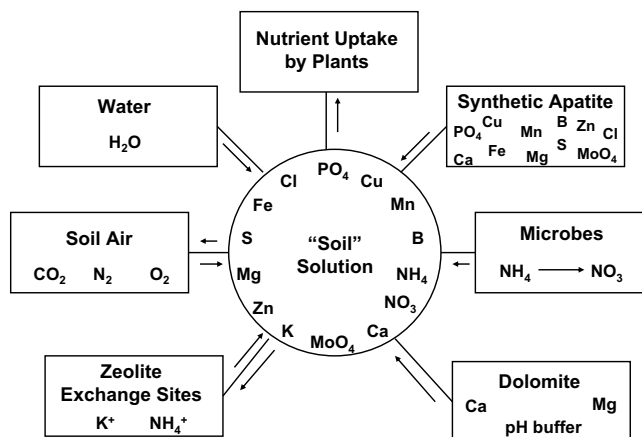 Nutrient Uptake
by Plants
Water
H₂O
Synthetic Apatite
PO₄ Cu Mn B Zn Cl
Ca Fe Mg S MoO₄
Soil Air
CO₂ N₂ O₂
Cl PO₄ Cu
Fe Mn
S B
“Soil”
Solution
Mg NH₄
Zn NO₃
K MoO₄ Ca
Microbes
NH₄ NO₃
Zeolite
Exchange Sites
K⁺ NH₄⁺
Dolomite
Ca Mg
pH buffer